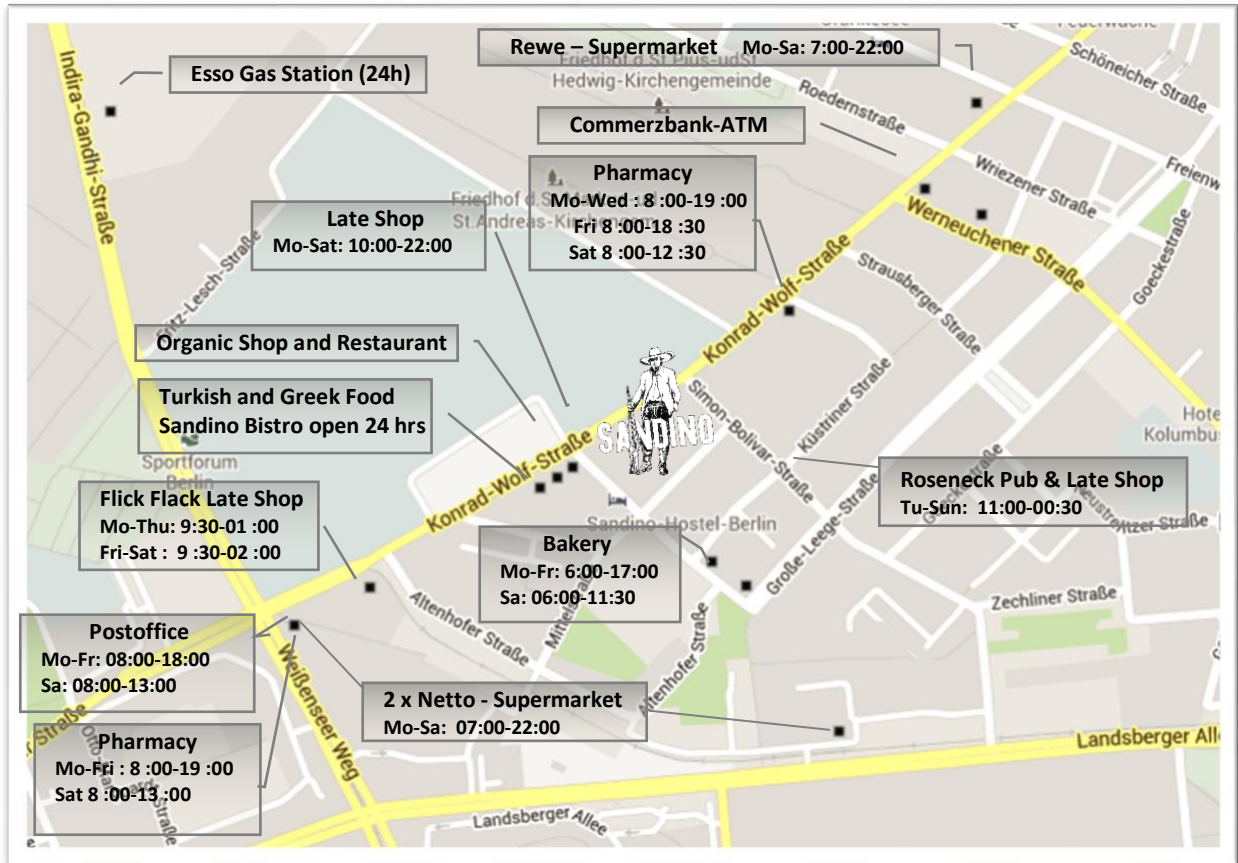 Rewe – Supermarket Mo-Sa: 7:00-22:00
Friedhof d.St.Pius-udSt.
Hedwig-Kirchengemeinde
Schöneicher Straße
Esso Gas Station (24h)
Indira-Gandhi-Straße
Roedernstraße
Commerzbank-ATM
Freienw
Wriezener Straße
Pharmacy
Mo-Wed : 8 :00-19 :00
Fri 8 :00-18 :30
Sat 8 :00-12 :30
Friedhof d.S
St.Andreas-Kirchengem
Late Shop
Mo-Sat: 10:00-22:00
Werneuchener Straße
Goeckestraße
Strausberger Straße
Fritz-Lesch-Straße
Konrad-Wolf-Straße
Organic Shop and Restaurant
Turkish and Greek Food
Sandino Bistro open 24 hrs
SANDINO
Simon-Bolivar-Straße
Küstriner Straße
Hote
Kolumbus
Sportforum
Berlin
Konrad-Wolf-Straße
Roseneck Pub & Late Shop
Tu-Sun: 11:00-00:30
Goeckestraße
Neustrelitzer Straße
Flick Flack Late Shop
Mo-Thu: 9:30-01 :00
Fri-Sat : 9 :30-02 :00
Sandino-Hostel-Berlin
Große-Leege-Straße
Bakery
Mo-Fr: 6:00-17:00
Sa: 06:00-11:30
Altenhofer Straße
Mittelstraße
Zechliner Straße
Altenhofer Straße
Postoffice
Mo-Fr: 08:00-18:00
Sa: 08:00-13:00
Weißenseer Weg
2 x Netto - Supermarket
Mo-Sa: 07:00-22:00
Pharmacy
Mo-Fri : 8 :00-19 :00
Sat 8 :00-13 :00
Landsberger Alle
Landsberger Allee